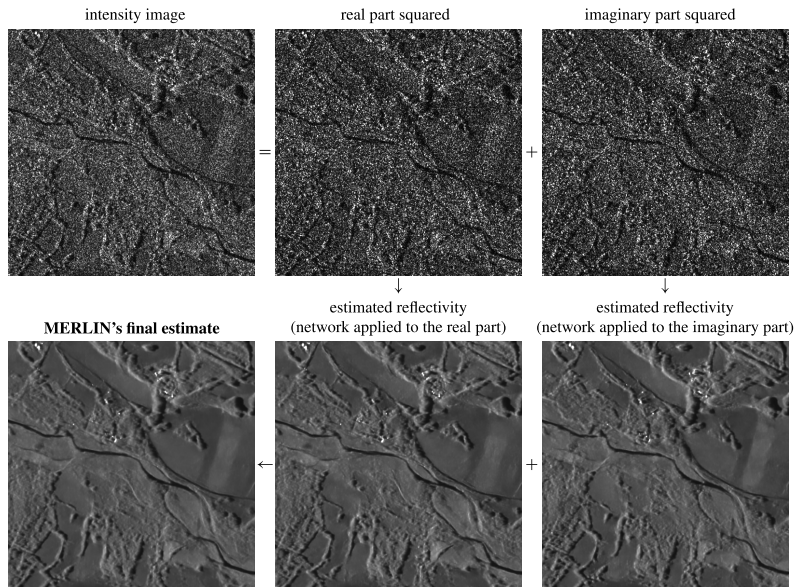 intensity image
real part squared
imaginary part squared
=
+
↓
↓
estimated reflectivity
(network applied to the real part)
estimated reflectivity
(network applied to the imaginary part)
MERLIN's final estimate
←
+